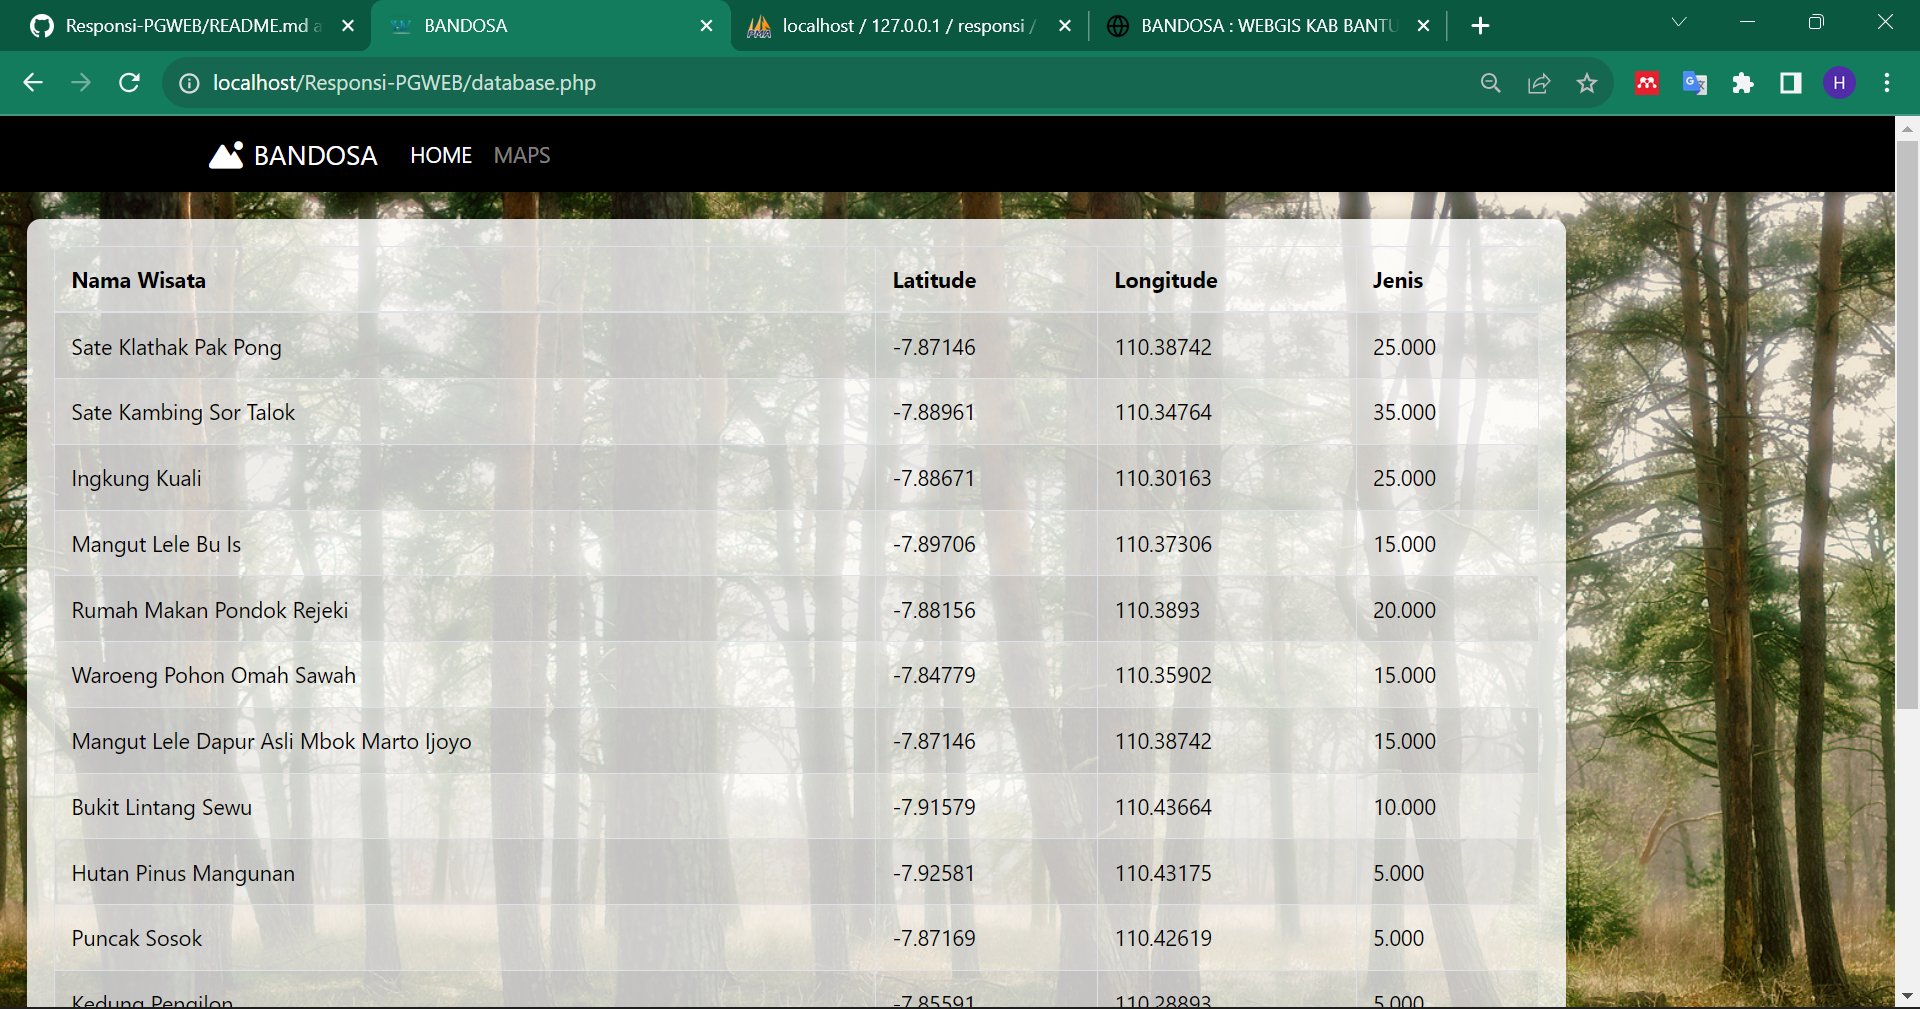 Responsi-PGWEB/README.md a
BANDOSA
localhost / 127.0.0.1 / responsi /
BANDOSA : WEBGIS KAB BANTU
localhost/Responsi-PGWEB/database.php
H
BANDOSA HOME MAPS
Nama Wisata Latitude Longitude Jenis
Sate Klathak Pak Pong -7.87146 110.38742 25.000
Sate Kambing Sor Talok -7.88961 110.34764 35.000
Ingkung Kuali -7.88671 110.30163 25.000
Mangut Lele Bu Is -7.89706 110.37306 15.000
Rumah Makan Pondok Rejeki -7.88156 110.3893 20.000
Waroeng Pohon Omah Sawah -7.84779 110.35902 15.000
Mangut Lele Dapur Asli Mbok Marto Ijoyo -7.87146 110.38742 15.000
Bukit Lintang Sewu -7.91579 110.43664 10.000
Hutan Pinus Mangunan -7.92581 110.43175 5.000
Puncak Sosok -7.87169 110.42619 5.000
Kedung Pengilon -7.85591 110.28893 5.000